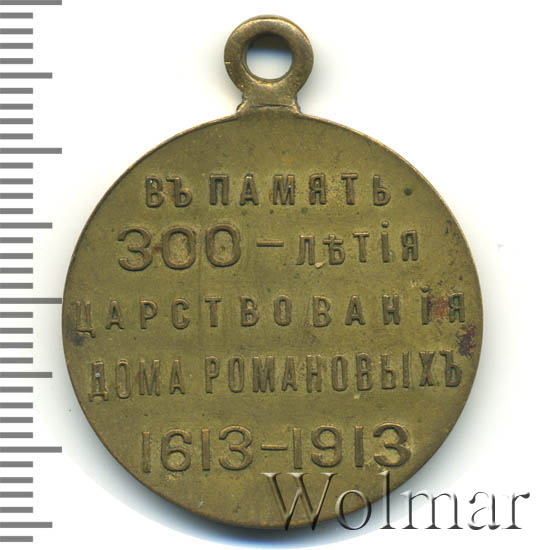 ВЪ ПАМЯТЬ
300-ЛѢТІЯ
ЦАРСТВОВАНІЯ
ДОМА РОМАНОВЫХЪ
1613-1913
Wolmar